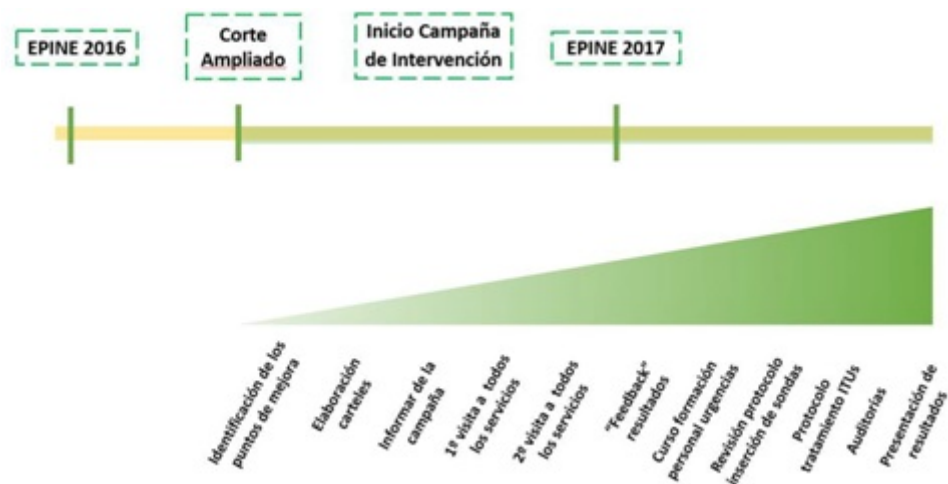 EPINE 2016
Corte
Ampliado
Inicio Campaña
de Intervención
EPINE 2017
Identificación de los
puntos de mejora
Elaboración
carteles
Informar de la
campaña
1º visita a todos
los servicios
2º visita a todos
los servicios
"Feedback"
resultados
Curso formación
personal urgencias
Revisión protocolo
inserción de sondas
Protocolo
tratamiento ITUs
Auditorías
Presentación de
resultados